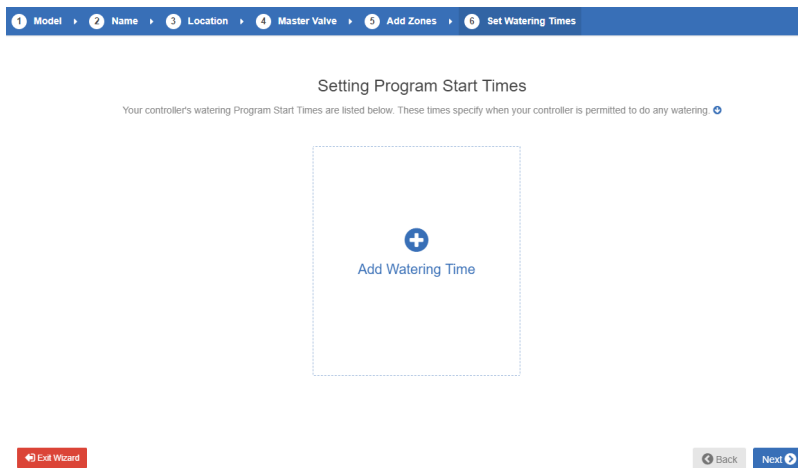 1 Model 2 Name 3 Location 4 Master Valve 5 Add Zones 6 Set Watering Times
Setting Program Start Times
Your controller's watering Program Start Times are listed below. These times specify when your controller is permitted to do any watering.
Add Watering Time
Exit Wizard Back Next